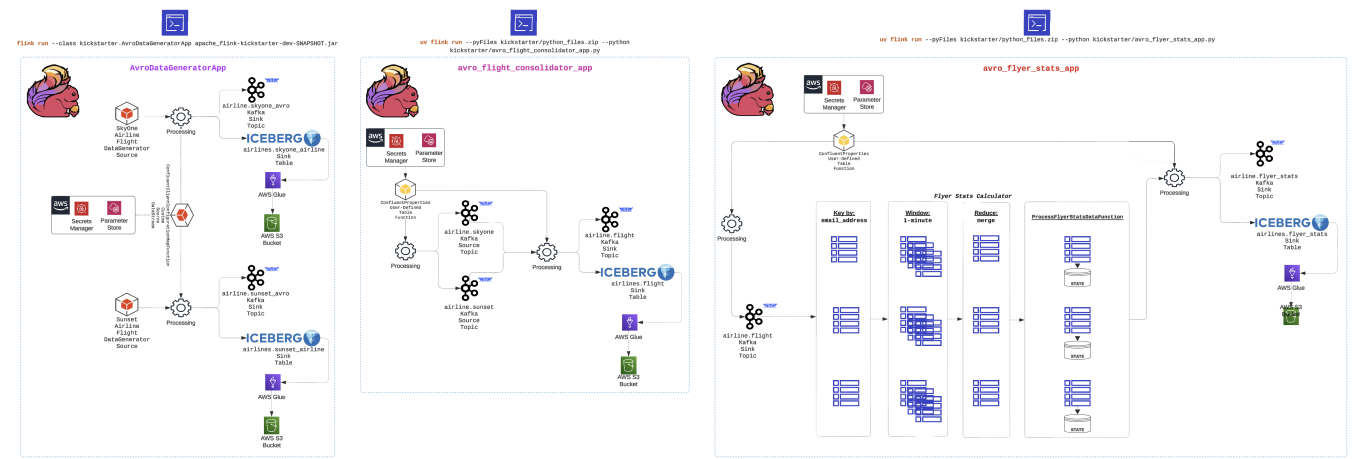 flink run --class kickstarter.AvroDataGeneratorApp apache_flink-kickstarter-dev-SNAPSHOT.jar
AvroDataGeneratorApp
SkyOne
Airline
Flight
DataGenerator
Source
Processing
airline.skyone_avro
Kafka
Sink
Topic
ICEBERG
airlines.skyone_airline
Sink
Table
AWS Glue
AWS S3
Bucket
aws
Secrets
Manager
Parameter
Store
Sunset
Airline
Flight
DataGenerator
Source
Processing
airline.sunset_avro
Kafka
Sink
Topic
ICEBERG
airlines.sunset_airline
Sink
Table
AWS Glue
AWS S3
Bucket
uv flink run --pyFiles kickstarter/python_files.zip --python
kickstarter/avro_flight_consolidator_app.py
avro_flight_consolidator_app
aws
Secrets
Manager
Parameter
Store
ConfluentProperties
User-Defined
Table
Function
Processing
airline.skyone
Kafka
Source
Topic
airline.sunset
Kafka
Source
Topic
Processing
airline.flight
Kafka
Sink
Topic
ICEBERG
airlines.flight
Sink
Table
AWS Glue
AWS S3
Bucket
uv flink run --pyFiles kickstarter/python_files.zip --python kickstarter/avro_flyer_stats_app.py
avro_flyer_stats_app
aws
Secrets
Manager
Parameter
Store
ConfluentProperties
User-Defined
Table
Function
Processing
airline.flight
Kafka
Sink
Topic
Flyer Stats Calculator
Key by:
email_address
Window:
1-minute
Reduce:
merge
ProcessFlyerStatsDataFunction
STATE
STATE
STATE
Processing
airline.flyer_stats
Kafka
Sink
Topic
ICEBERG
airlines.flyer_stats
Sink
Table
AWS Glue
AWS S3
Bucket